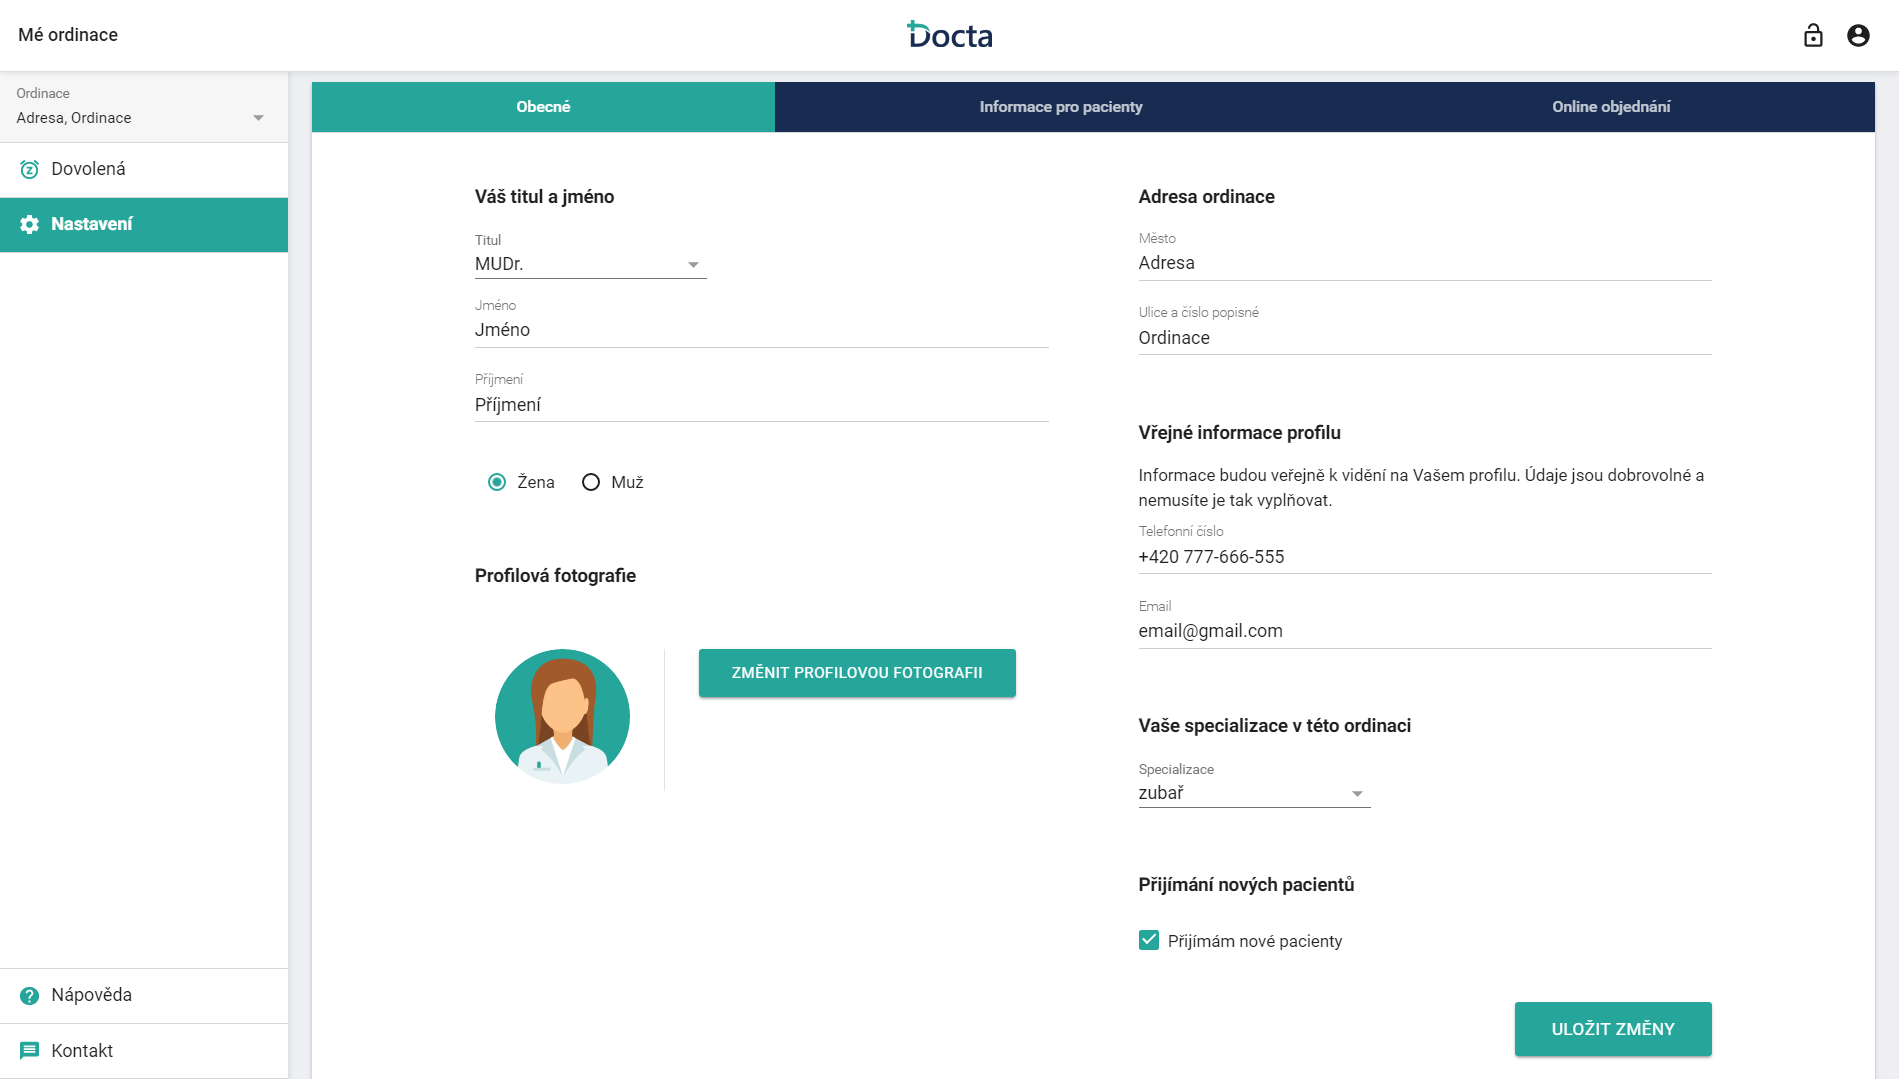 Mé ordinace
Docta
Ordinace
Adresa, Ordinace
Dovolená
Nastavení
Nápověda
Kontakt
Obecné
Informace pro pacienty
Online objednání
Váš titul a jméno
Titul
MUDr.
Jméno
Jméno
Příjmení
Příjmení
Žena
Muž
Profilová fotografie
ZMĚNIT PROFILOVOU FOTOGRAFII
Adresa ordinace
Město
Adresa
Ulice a číslo popisné
Ordinace
Vřejné informace profilu
Informace budou veřejně k vidění na Vašem profilu. Údaje jsou dobrovolné a
nemusíte je tak vyplňovat.
Telefonní číslo
+420 777-666-555
Email
email@gmail.com
Vaše specializace v této ordinaci
Specializace
zubař
Přijímání nových pacientů
Přijímám nové pacienty
ULOŽIT ZMĚNY